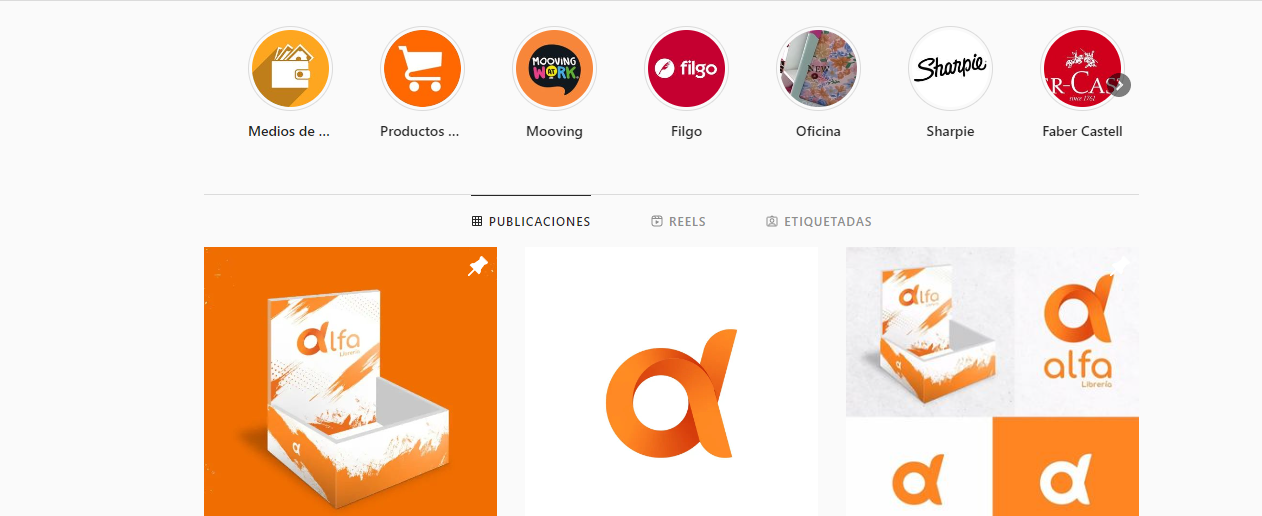 MOOVING
AT
WORK.
filgo
NEW
Sharpie
ER-CAS
since 1761
Medios de ...
Productos ...
Mooving
Filgo
Oficina
Sharpie
Faber Castell
PUBLICACIONES
REELS
ETIQUETADAS
alfa
Librería
alfa
alfa
Librería